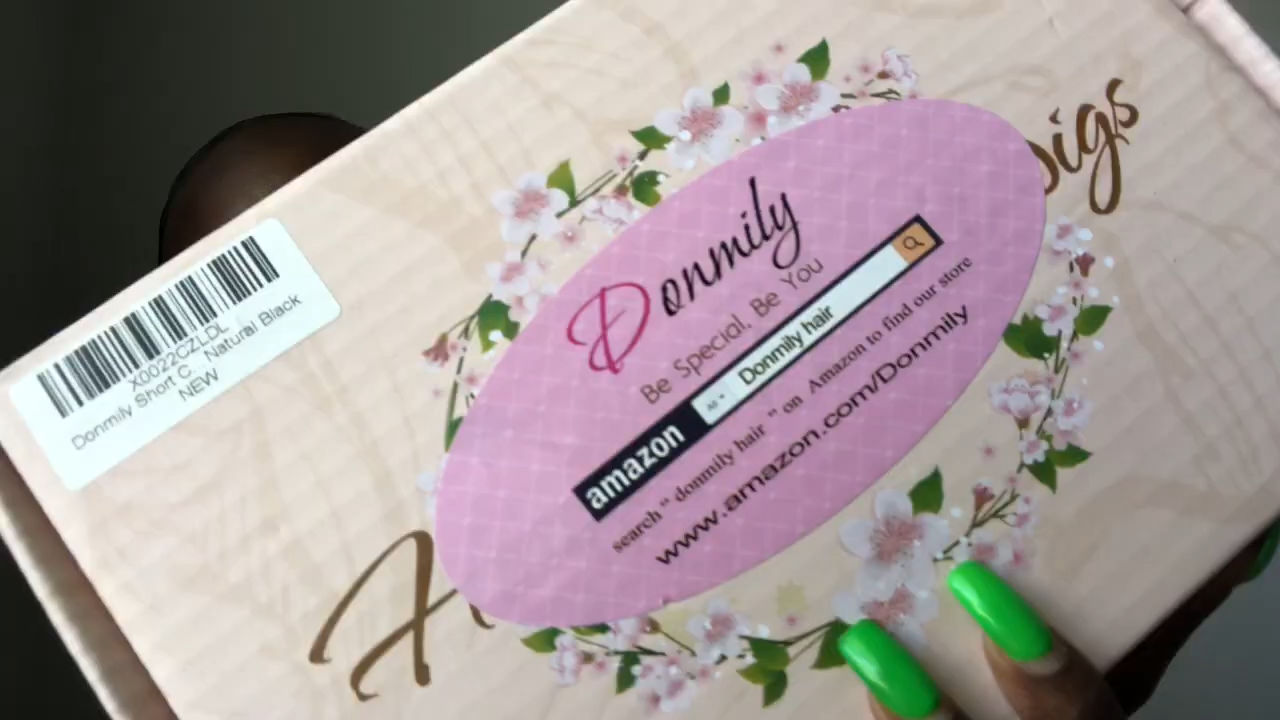 X0022CZLDL
Donmily Short C... Natural Black
NEW
Donmily
Be Special, Be You
amazon All Donmily hair
search “ donmily hair ” on Amazon to find our store
www.amazon.com/Donmily